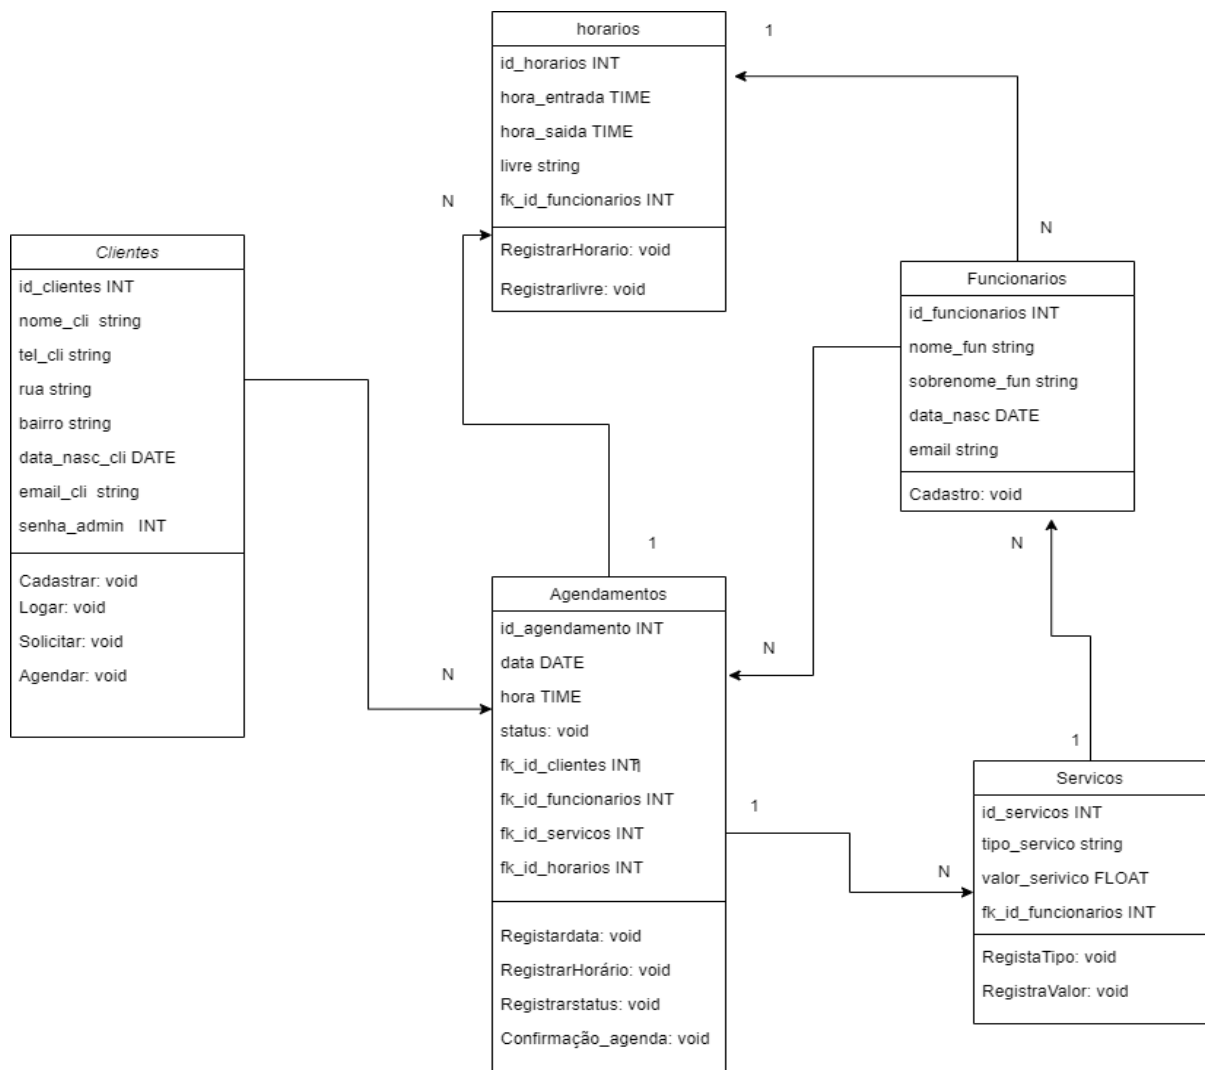 horarios
id_horarios INT
hora_entrada TIME
hora_saida TIME
livre string
fk_id_funcionarios INT
RegistrarHorario: void
Registrarlivre: void
1
N
N
Clientes
id_clientes INT
nome_cli string
tel_cli string
rua string
bairro string
data_nasc_cli DATE
email_cli string
senha_admin INT
Cadastrar: void
Logar: void
Solicitar: void
Agendar: void
Funcionarios
id_funcionarios INT
nome_fun string
sobrenome_fun string
data_nasc DATE
email string
Cadastro: void
1
N
N
N
1
Agendamentos
id_agendamento INT
data DATE
hora TIME
status: void
fk_id_clientes INT
1
fk_id_funcionarios INT
fk_id_servicos INT
fk_id_horarios INT
Registardata: void
RegistrarHorário: void
Registrarstatus: void
Confirmação_agenda: void
1
N
Servicos
id_servicos INT
tipo_servico string
valor_serivico FLOAT
fk_id_funcionarios INT
RegistaTipo: void
RegistraValor: void